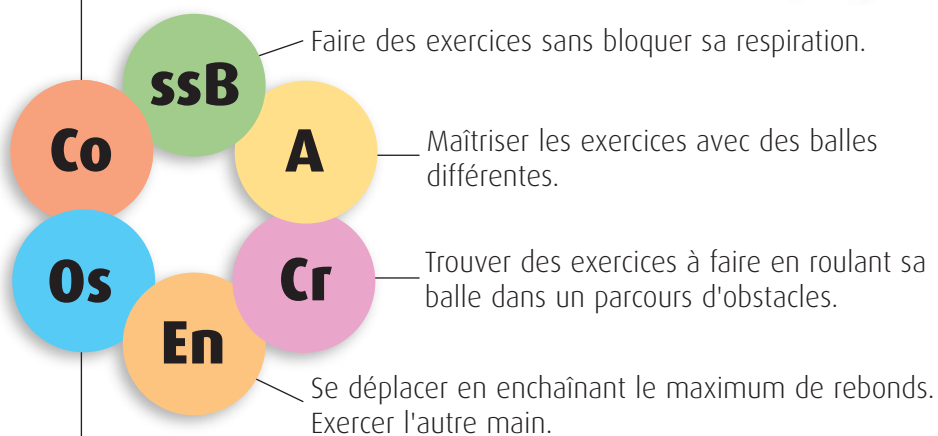 ssB
Faire des exercices sans bloquer sa respiration.
Co
A
Maîtriser les exercices avec des balles
différentes.
Os
Cr
Trouver des exercices à faire en roulant sa
balle dans un parcours d'obstacles.
En
Se déplacer en enchaînant le maximum de rebonds.
Exercer l'autre main.